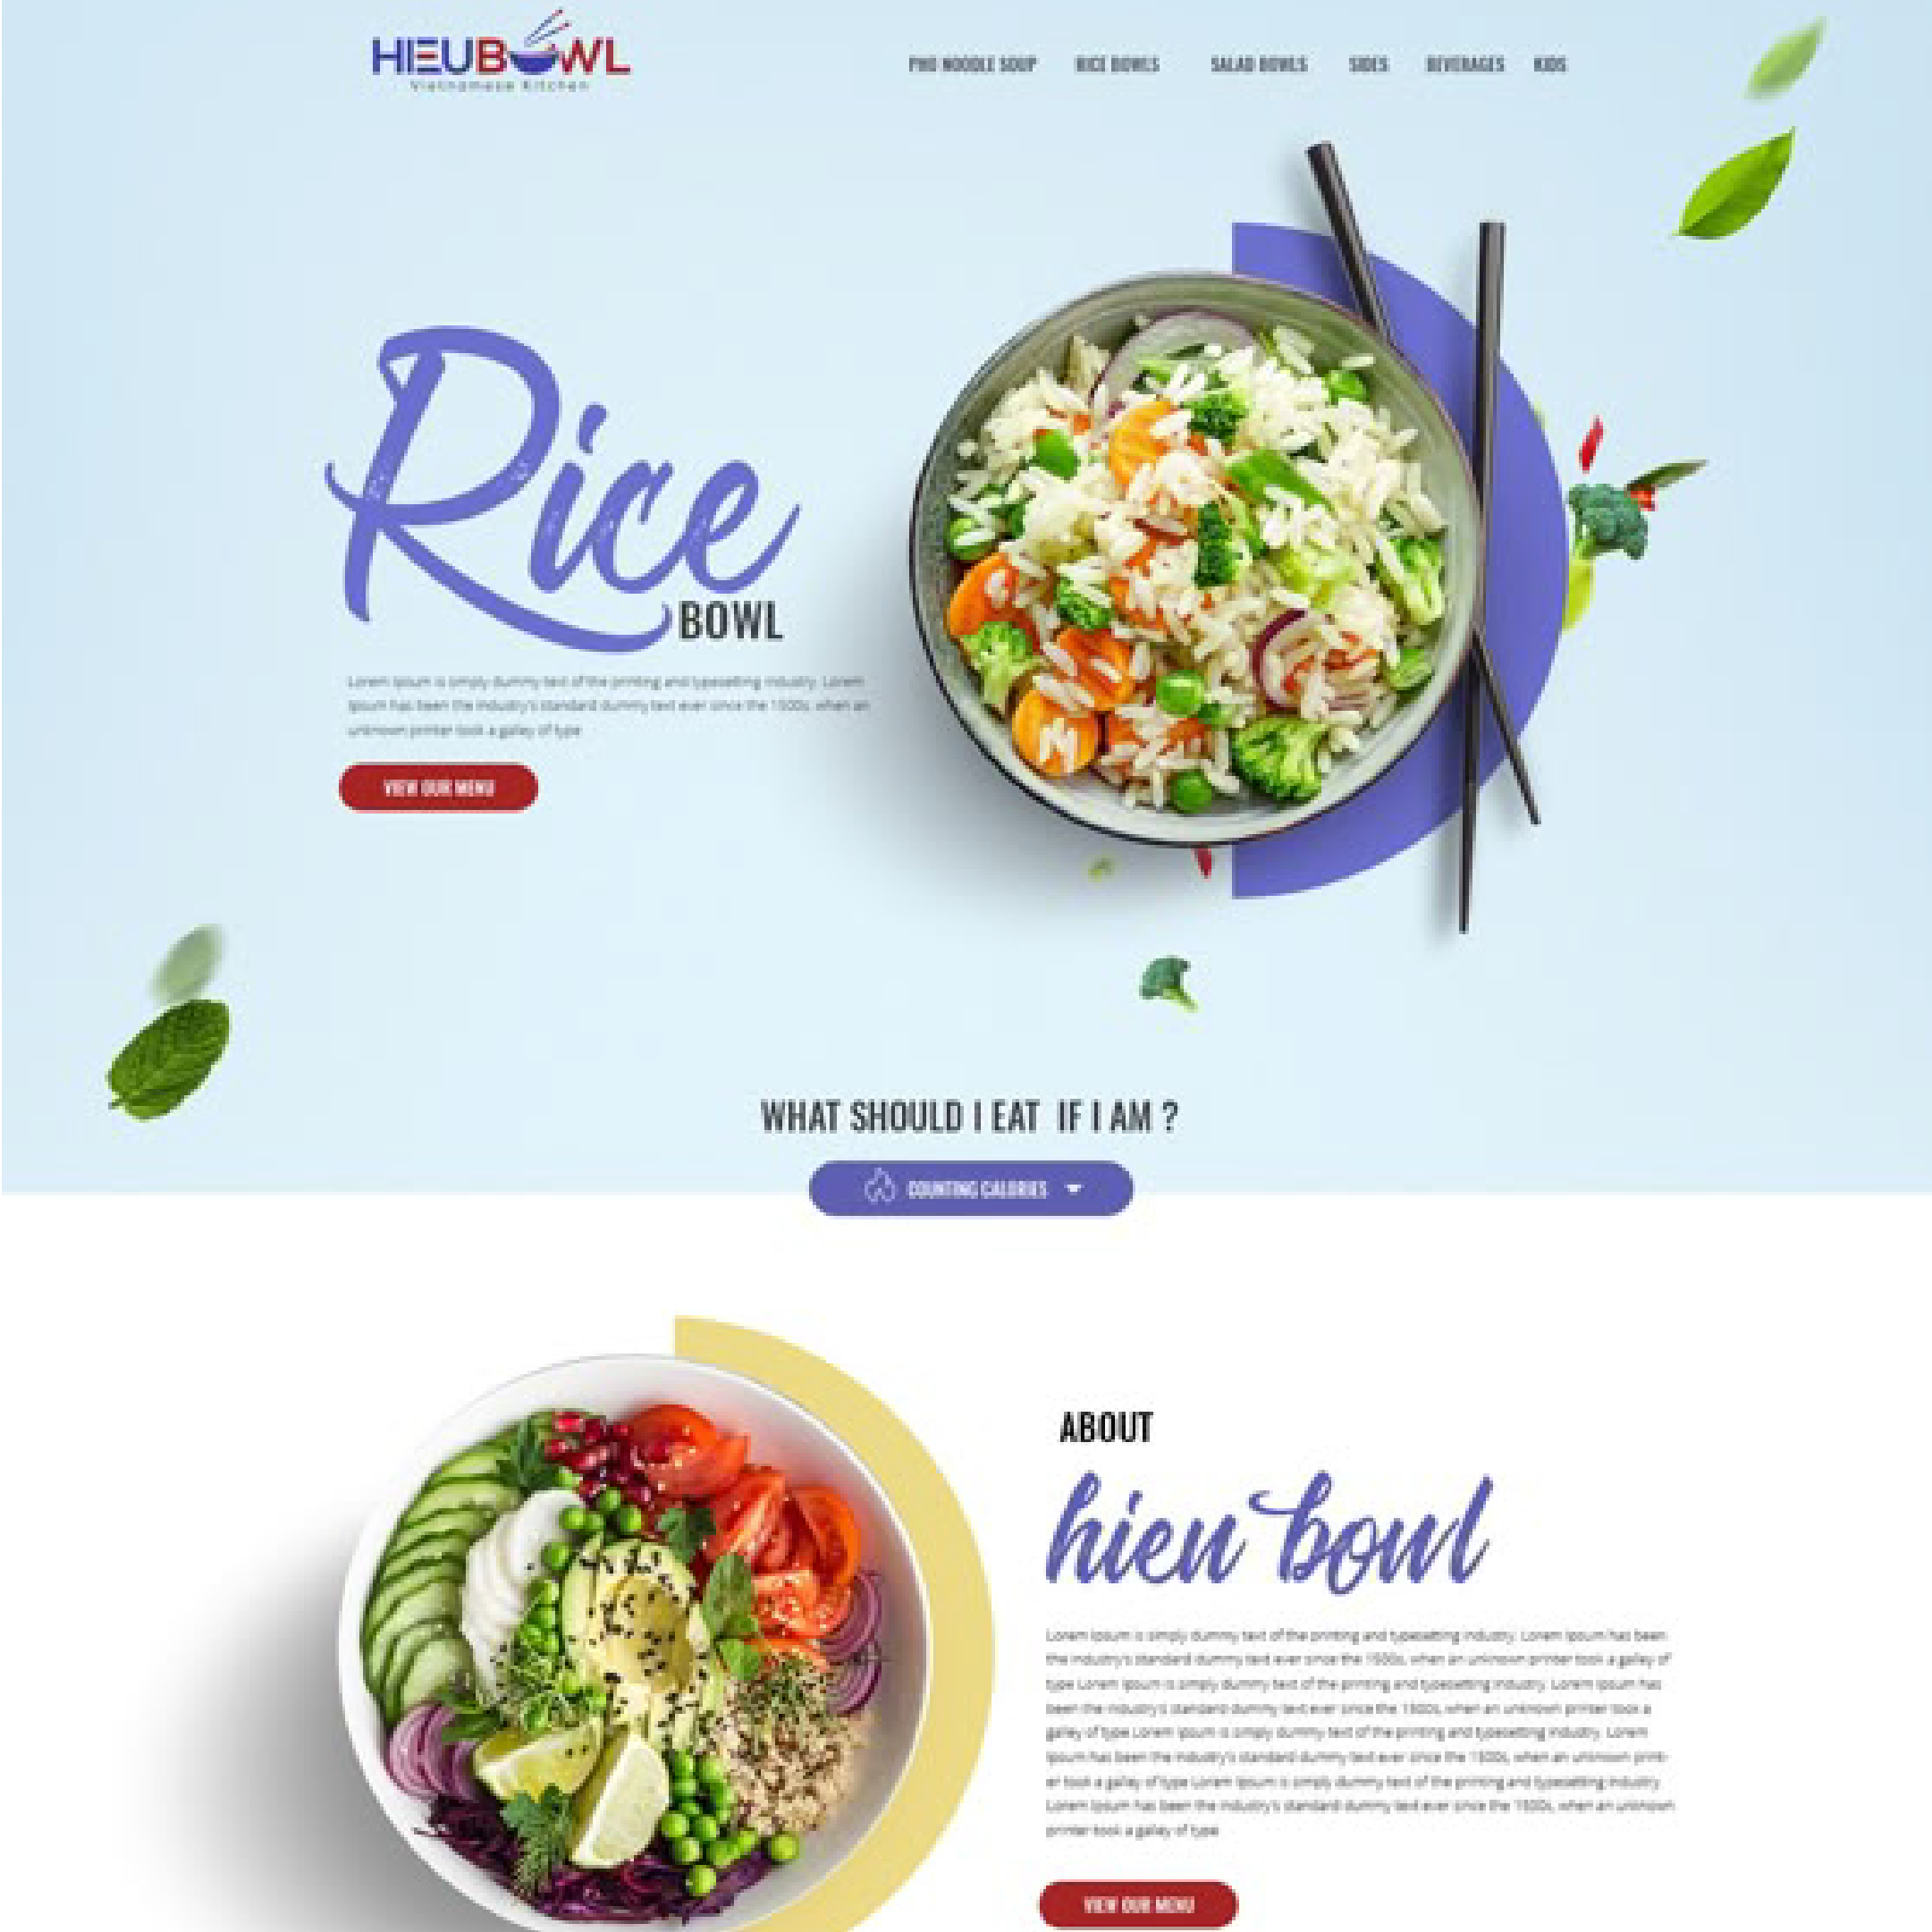 HIEUBOWL
Vietnamese Kitchen
PHO NOODLE SOUP RICE BOWLS SALAD BOWLS SIDES BEVERAGES KIDS
Rice
BOWL
Lorem Ipsum is simply dummy text of the printing and typesetting industry. Lorem
Ipsum has been the industry's standard dummy text ever since the 1500s, when an
unknown printer took a galley of type
VIEW OUR MENU
WHAT SHOULD I EAT IF I AM ?
COUNTING CALORIES
ABOUT
hien bowl
Lorem Ipsum is simply dummy text of the printing and typesetting industry. Lorem Ipsum has been
the industry's standard dummy text ever since the 1500s, when an unknown printer took a galley of
type Lorem Ipsum is simply dummy text of the printing and typesetting industry. Lorem Ipsum has
been the industry's standard dummy text ever since the 1500s, when an unknown printer took a
galley of type Lorem Ipsum is simply dummy text of the printing and typesetting industry. Lorem
Ipsum has been the industry's standard dummy text ever since the 1500s, when an unknown print-
er took a galley of type Lorem Ipsum is simply dummy text of the printing and typesetting industry.
Lorem Ipsum has been the industry's standard dummy text ever since the 1500s, when an unknown
printer took a galley of type
VIEW OUR MENU